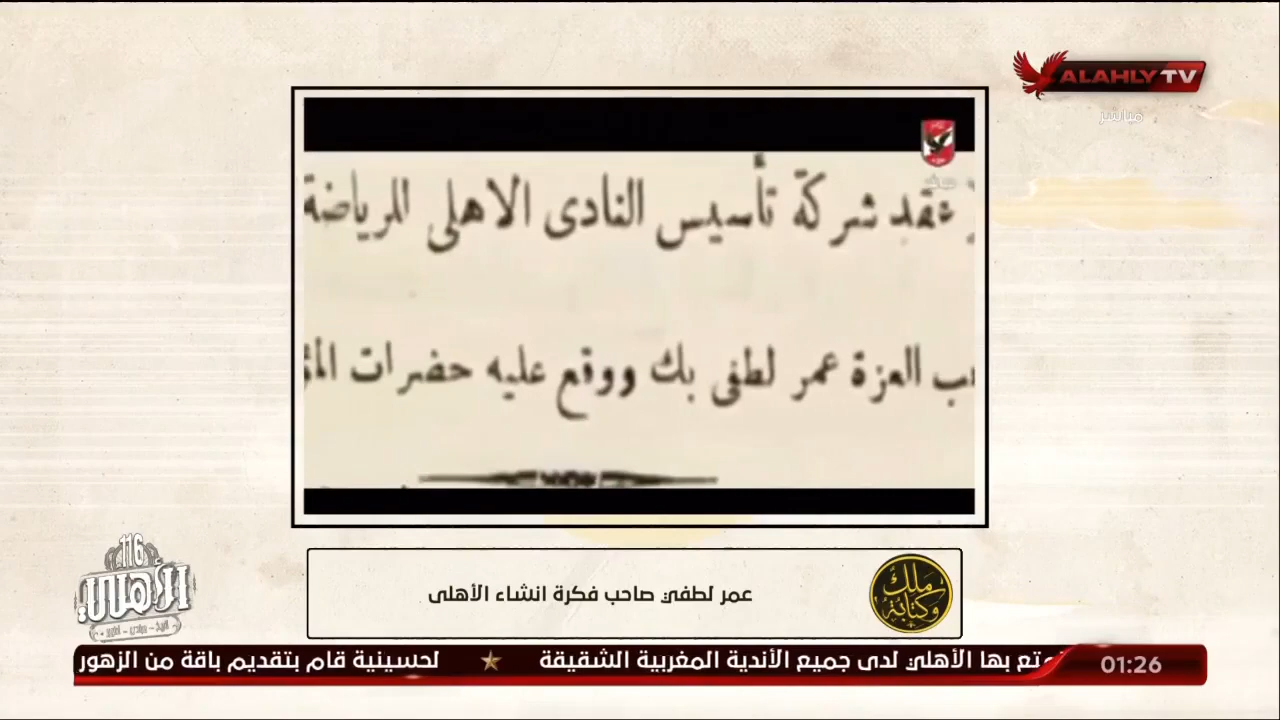 ALAHLY TV
مباشر
عقد شركة تأسيس النادى الاهلى للرياضة
العزة عمر لطفى بك ووقع عليه حضرات
116
الأهلي
ملك وكتابة
عمر لطفي صاحب فكرة انشاء الأهلى
بها الأهلي لدى جميع الأندية المغربية الشقيقة ★ لحسينية قام بتقديم باقة من الزهور
01:26